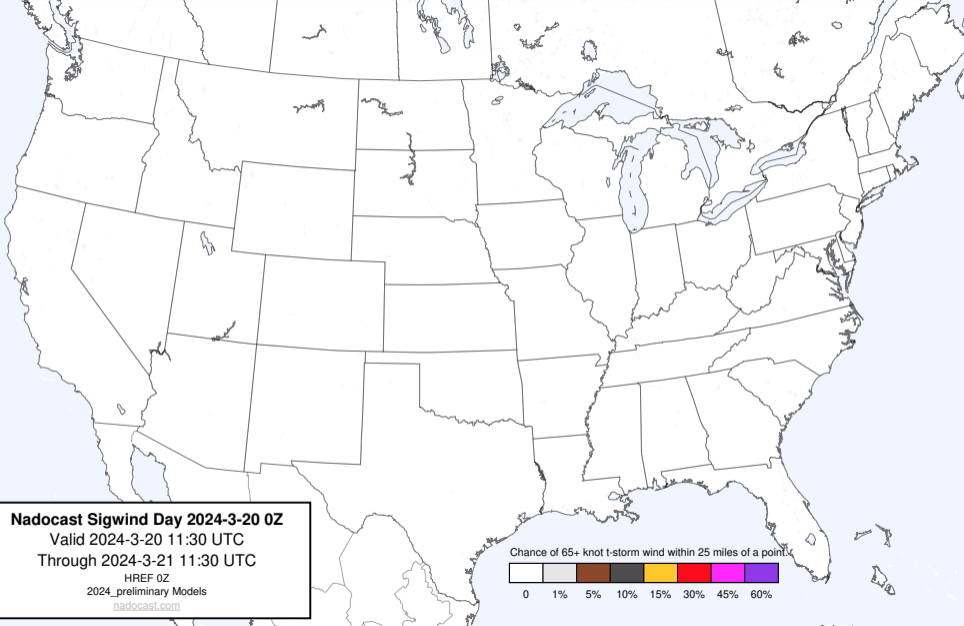 Nadocast Sigwind Day 2024-3-20 0Z
Valid 2024-3-20 11:30 UTC
Through 2024-3-21 11:30 UTC
HREF 0Z
2024_preliminary Models
nadocast.com
Chance of 65+ knot t-storm wind within 25 miles of a point.
0 1% 5% 10% 15% 30% 45% 60%